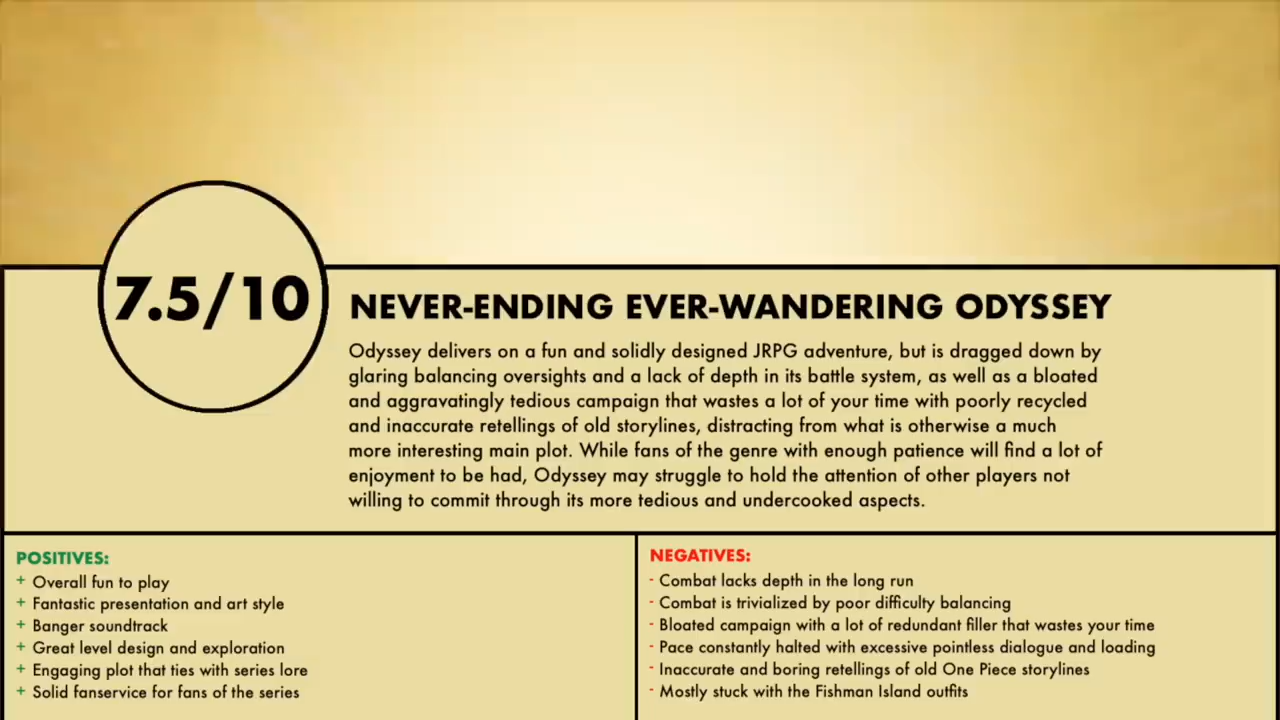 7.5/10
NEVER-ENDING EVER-WANDERING ODYSSEY
Odyssey delivers on a fun and solidly designed JRPG adventure, but is dragged down by
glaring balancing oversights and a lack of depth in its battle system, as well as a bloated
and aggravatingly tedious campaign that wastes a lot of your time with poorly recycled
and inaccurate retellings of old storylines, distracting from what is otherwise a much
more interesting main plot. While fans of the genre with enough patience will find a lot of
enjoyment to be had, Odyssey may struggle to hold the attention of other players not
willing to commit through its more tedious and undercooked aspects.
POSITIVES:
+ Overall fun to play
+ Fantastic presentation and art style
+ Banger soundtrack
+ Great level design and exploration
+ Engaging plot that ties with series lore
+ Solid fanservice for fans of the series
NEGATIVES:
- Combat lacks depth in the long run
- Combat is trivialized by poor difficulty balancing
- Bloated campaign with a lot of redundant filler that wastes your time
- Pace constantly halted with excessive pointless dialogue and loading
- Inaccurate and boring retellings of old One Piece storylines
- Mostly stuck with the Fishman Island outfits